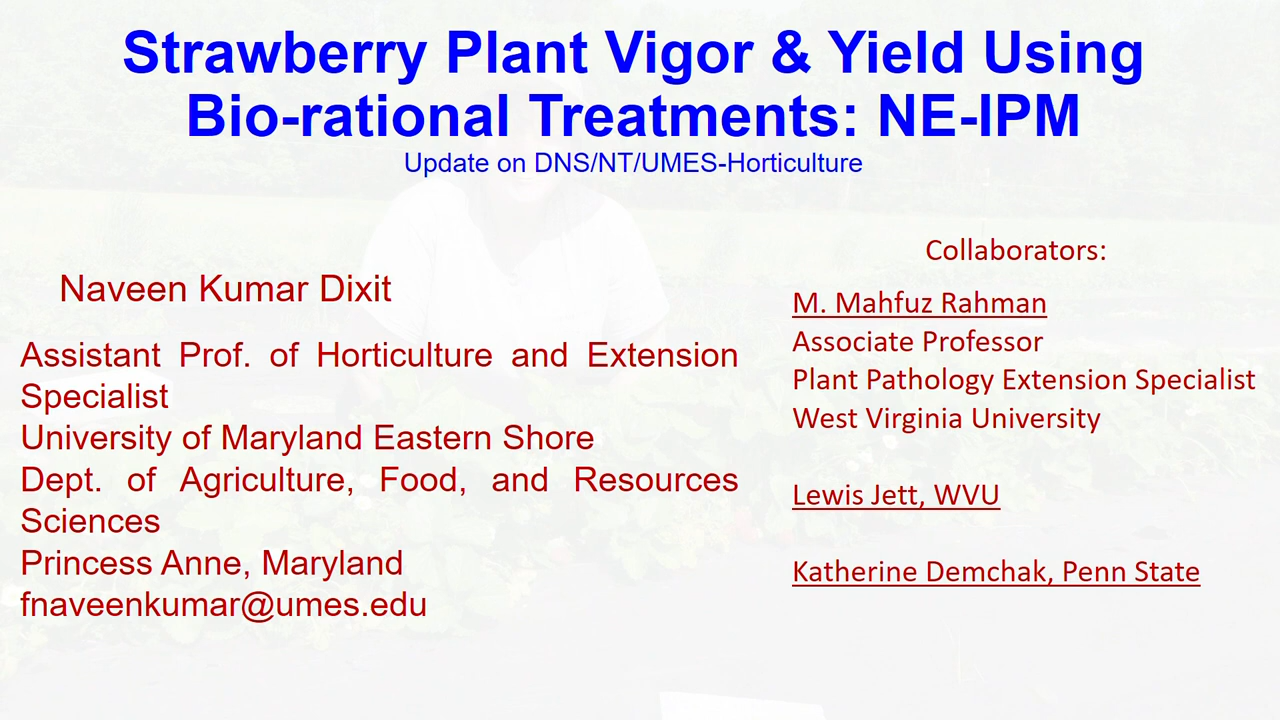 Strawberry Plant Vigor & Yield Using
Bio-rational Treatments: NE-IPM
Update on DNS/NT/UMES-Horticulture
Naveen Kumar Dixit
Assistant Prof. of Horticulture and Extension
Specialist
University of Maryland Eastern Shore
Dept. of Agriculture, Food, and Resources
Sciences
Princess Anne, Maryland
fnaveenkumar@umes.edu
Collaborators:
M. Mahfuz Rahman
Associate Professor
Plant Pathology Extension Specialist
West Virginia University
Lewis Jett, WVU
Katherine Demchak, Penn State